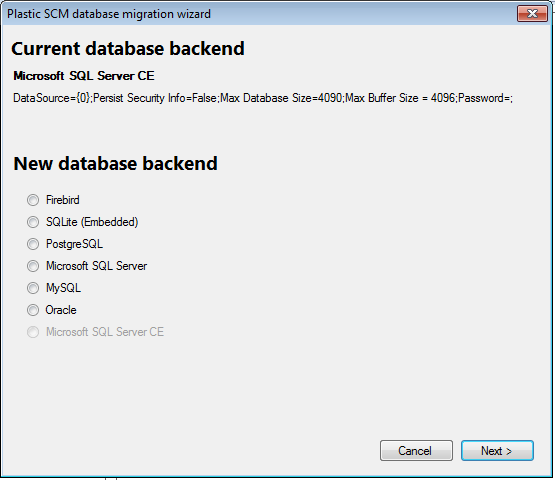 Plastic SCM database migration wizard
Current database backend
Microsoft SQL Server CE
DataSource={0};Persist Security Info=False;Max Database Size=4090;Max Buffer Size = 4096;Password=;
New database backend
Firebird
SQLite (Embedded)
PostgreSQL
Microsoft SQL Server
MySQL
Oracle
Microsoft SQL Server CE
Cancel Next >